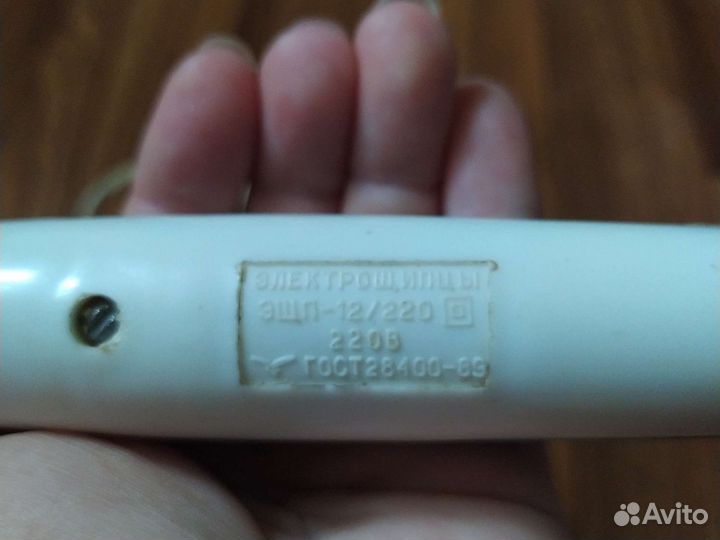 ЭЛЕКТРОЩИПЦЫ
ЭЩП-12/220
220В
ГОСТ28400-89
Avito